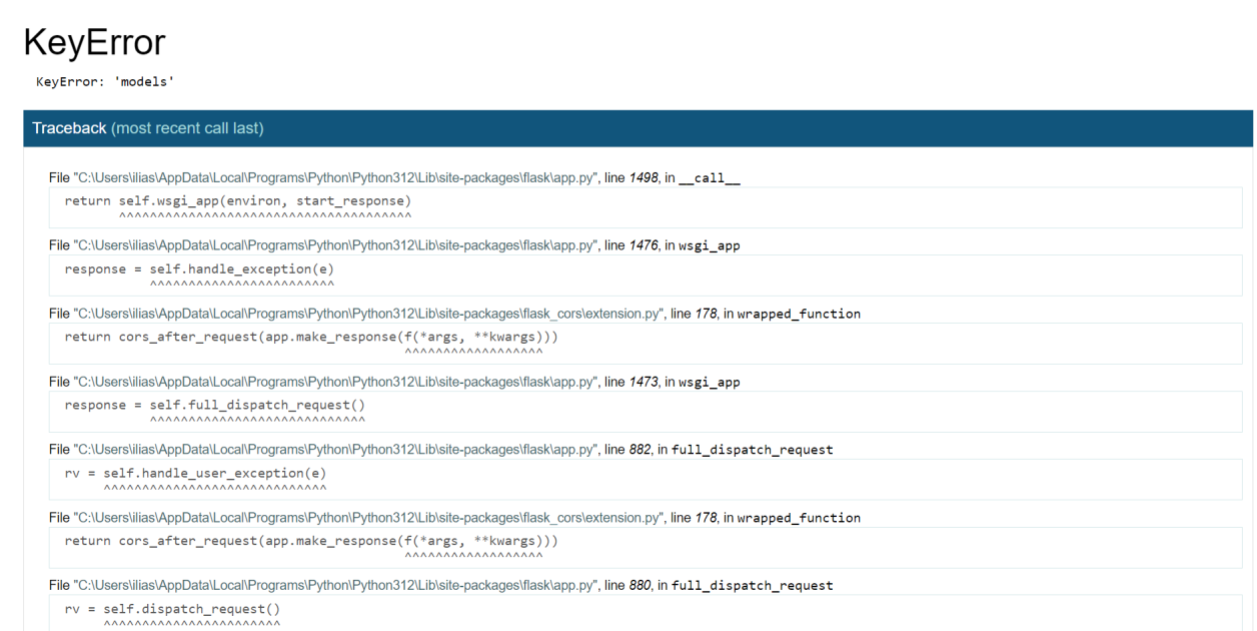 KeyError
KeyError: 'models'
Traceback (most recent call last)
File "C:\Users\ilias\AppData\Local\Programs\Python\Python312\Lib\site-packages\flask\app.py", line 1498, in __call__
return self.wsgi_app(environ, start_response)
^^^^^^^^^^^^^^^^^^^^^^^^^^^^^^^^^^^^^^
File "C:\Users\ilias\AppData\Local\Programs\Python\Python312\Lib\site-packages\flask\app.py", line 1476, in wsgi_app
response = self.handle_exception(e)
^^^^^^^^^^^^^^^^^^^^^^^^
File "C:\Users\ilias\AppData\Local\Programs\Python\Python312\Lib\site-packages\flask_cors\extension.py", line 178, in wrapped_function
return cors_after_request(app.make_response(f(*args, **kwargs)))
^^^^^^^^^^^^^^^^^^
File "C:\Users\ilias\AppData\Local\Programs\Python\Python312\Lib\site-packages\flask\app.py", line 1473, in wsgi_app
response = self.full_dispatch_request()
^^^^^^^^^^^^^^^^^^^^^^^^^^^^
File "C:\Users\ilias\AppData\Local\Programs\Python\Python312\Lib\site-packages\flask\app.py", line 882, in full_dispatch_request
rv = self.handle_user_exception(e)
^^^^^^^^^^^^^^^^^^^^^^^^^^^^^
File "C:\Users\ilias\AppData\Local\Programs\Python\Python312\Lib\site-packages\flask_cors\extension.py", line 178, in wrapped_function
return cors_after_request(app.make_response(f(*args, **kwargs)))
^^^^^^^^^^^^^^^^^^
File "C:\Users\ilias\AppData\Local\Programs\Python\Python312\Lib\site-packages\flask\app.py", line 880, in full_dispatch_request
rv = self.dispatch_request()
^^^^^^^^^^^^^^^^^^^^^^^